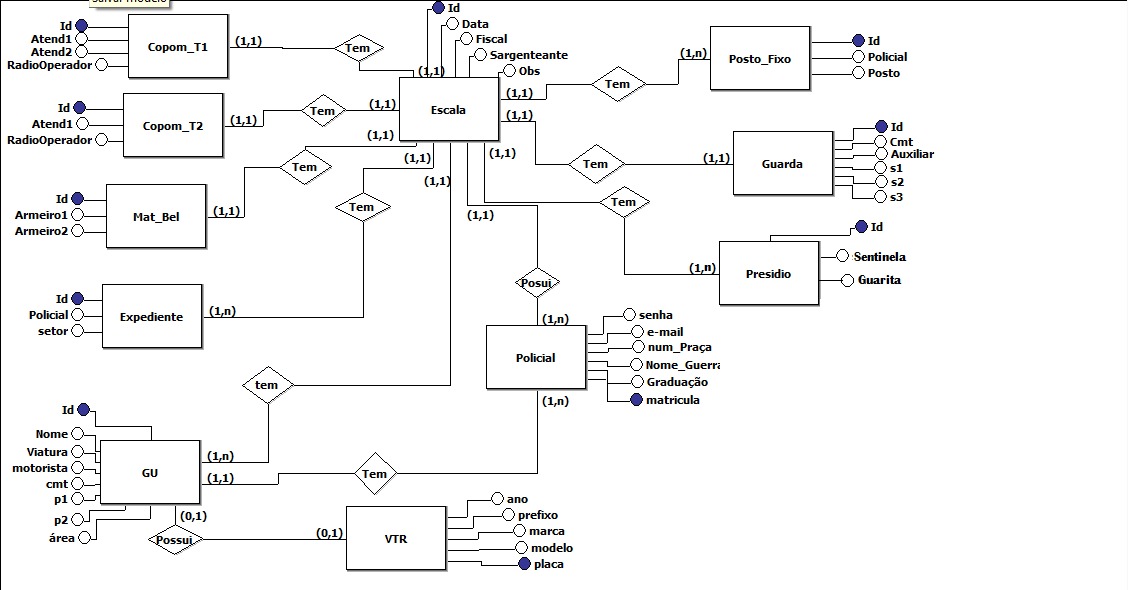 Salvar modelo
Id
Atend1
Atend2
RadioOperador
Copom_T1
(1,1)
Tem
Id
Data
Fiscal
Sargenteante
Obs
(1,1)
Escala
(1,1)
Tem
(1,n)
Posto_Fixo
Id
Policial
Posto
Id
Atend1
RadioOperador
Copom_T2
(1,1)
Tem
(1,1)
(1,1)
Tem
(1,1)
Guarda
Id
Cmt
Auxiliar
s1
s2
s3
Id
Armeiro1
Armeiro2
Mat_Bel
(1,1)
Tem
(1,1)
(1,1)
Tem
(1,n)
Presidio
Id
Sentinela
Guarita
Id
Policial
setor
Expediente
(1,n)
Tem
(1,1)
(1,1)
Posui
(1,n)
Policial
senha
e-mail
num_Praça
Nome_Guerra
Graduação
matricula
(1,n)
(1,1)
tem
(1,n)
Id
Nome
Viatura
motorista
cmt
p1
p2
área
GU
(1,1)
Tem
(0,1)
Possui
(0,1)
VTR
ano
prefixo
marca
modelo
placa